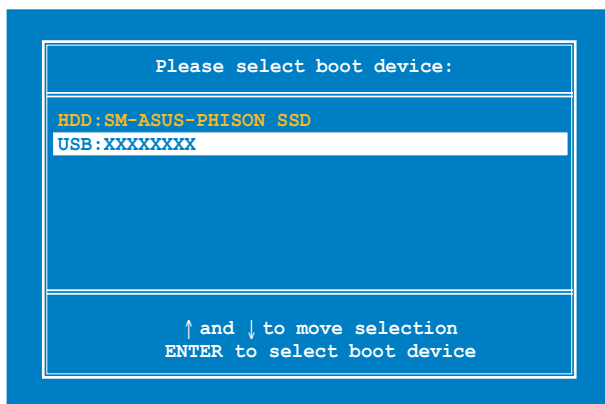 Please select boot device:
HDD:SM-ASUS-PHISON SSD
USB:XXXXXXXX
↑ and ↓ to move selection
ENTER to select boot device